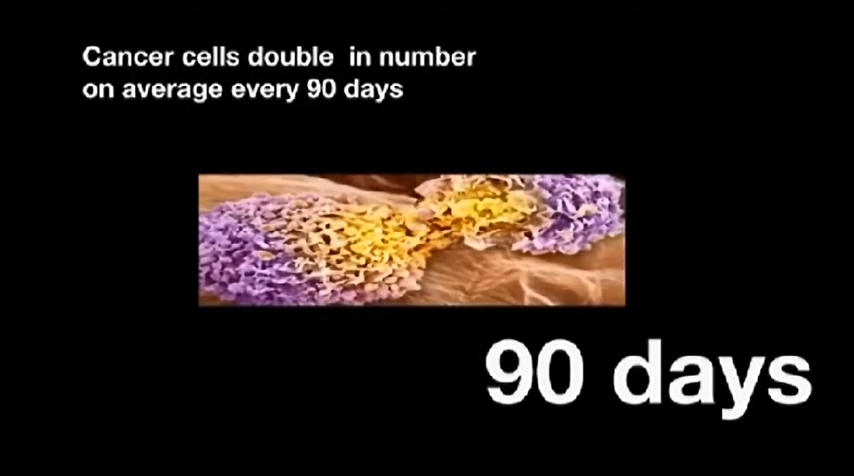 Cancer cells double  in number
on average every 90 days
90 days